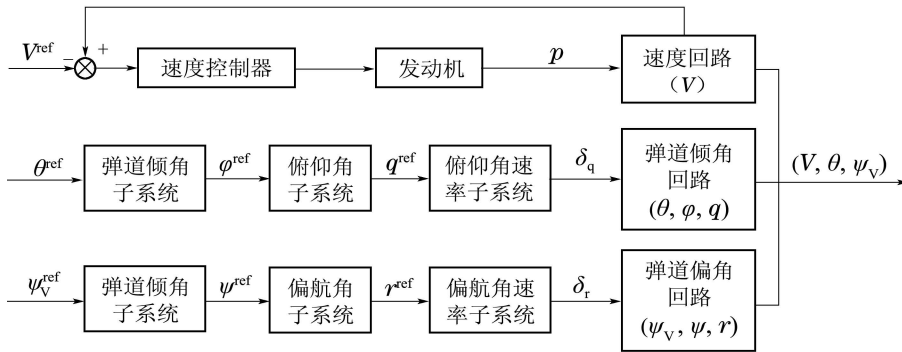 V^ref
−
+
速度控制器
发动机
p
速度回路
(V)
θ^ref
弹道倾角
子系统
φ^ref
俯仰角
子系统
q^ref
俯仰角速
率子系统
δ_q
弹道倾角
回路
(θ, φ, q)
(V, θ, ψ_V)
ψ_V^ref
弹道倾角
子系统
ψ^ref
偏航角
子系统
r^ref
偏航角速
率子系统
δ_r
弹道偏角
回路
(ψ_V, ψ, r)